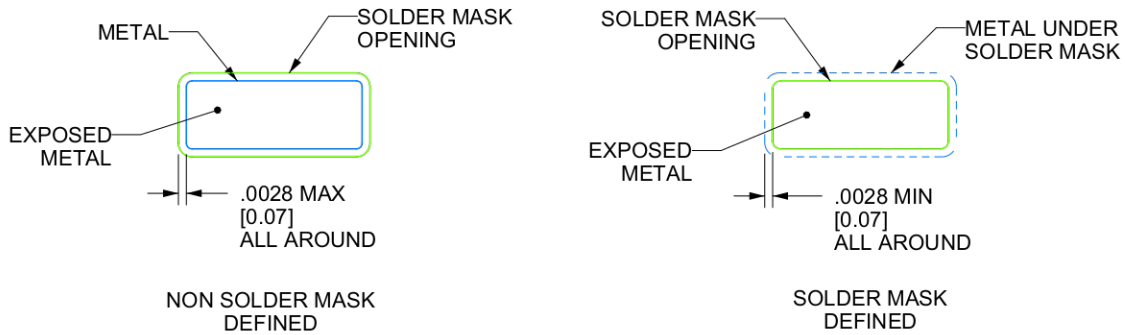 METAL
SOLDER MASK
OPENING
EXPOSED
METAL
.0028 MAX
[0.07]
ALL AROUND
NON SOLDER MASK
DEFINED
SOLDER MASK
OPENING
METAL UNDER
SOLDER MASK
EXPOSED
METAL
.0028 MIN
[0.07]
ALL AROUND
SOLDER MASK
DEFINED